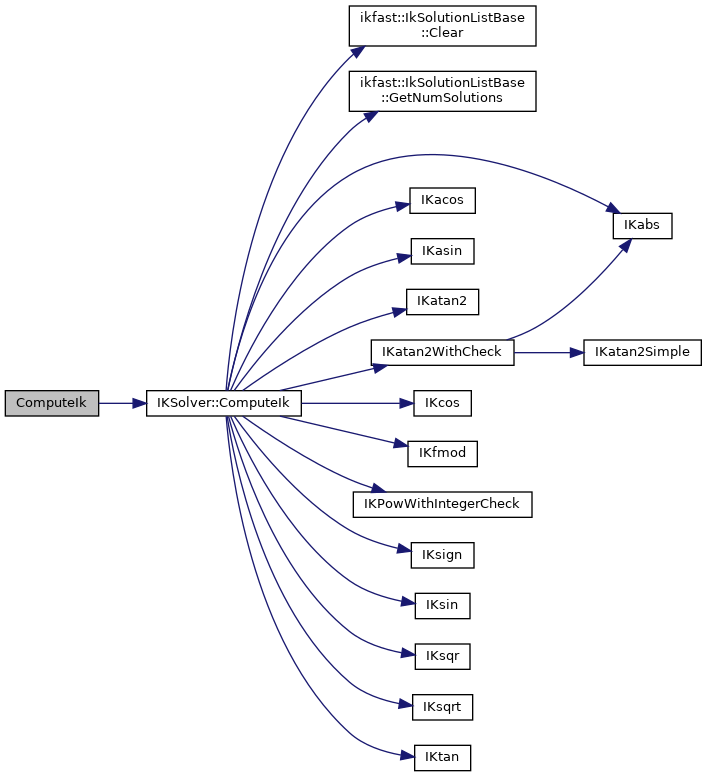 ikfast::IkSolutionListBase
::Clear
ikfast::IkSolutionListBase
::GetNumSolutions
IKacos
IKabs
IKasin
IKatan2
IKatan2WithCheck
IKatan2Simple
ComputeIk
IKSolver::ComputeIk
IKcos
IKfmod
IKPowWithIntegerCheck
IKsign
IKsin
IKsqr
IKsqrt
IKtan